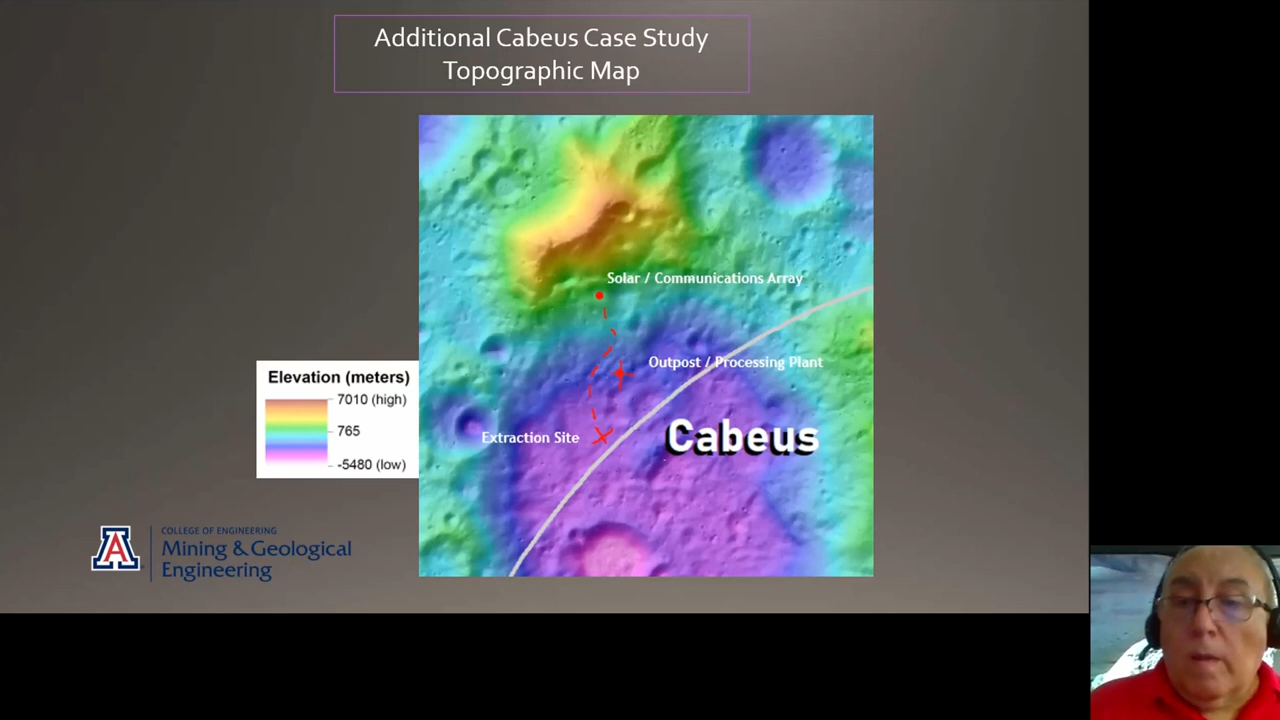 Additional Cabeus Case Study
Topographic Map
Solar / Communications Array
Outpost / Processing Plant
Elevation (meters)
7010 (high)
765
-5480 (low)
Extraction Site
Cabeus
A
COLLEGE OF ENGINEERING
Mining & Geological
Engineering